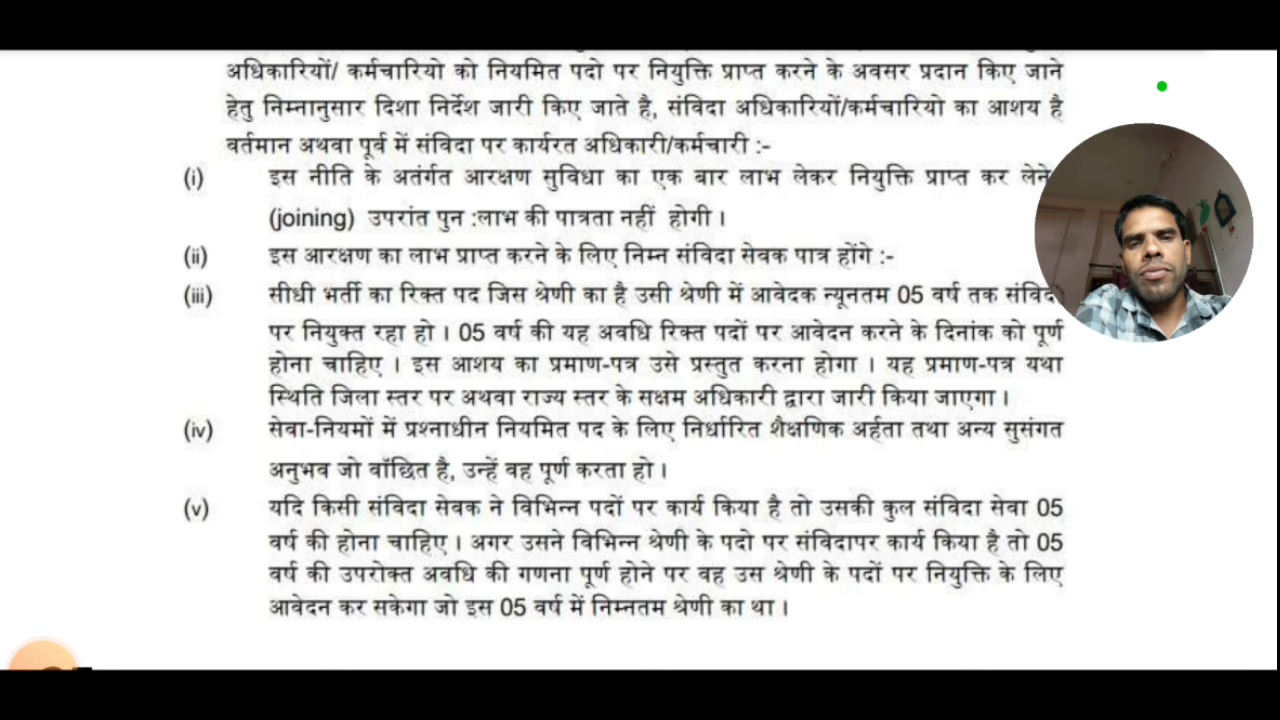 अधिकारियों/ कर्मचारियो को नियमित पदो पर नियुक्ति प्राप्त करने के अवसर प्रदान किए जाने
हेतु निम्नानुसार दिशा निर्देश जारी किए जाते है, संविदा अधिकारियों/कर्मचारियो का आशय है
वर्तमान अथवा पूर्व में संविदा पर कार्यरत अधिकारी/कर्मचारी :-
(i) इस नीति के अतंर्गत आरक्षण सुविधा का एक बार लाभ लेकर नियुक्ति प्राप्त कर लेने
(joining) उपरांत पुन :लाभ की पात्रता नहीं होगी ।
(ii) इस आरक्षण का लाभ प्राप्त करने के लिए निम्न संविदा सेवक पात्र होंगे :-
(iii) सीधी भर्ती का रिक्त पद जिस श्रेणी का है उसी श्रेणी में आवेदक न्यूनतम 05 वर्ष तक
पर नियुक्त रहा हो । 05 वर्ष की यह अवधि रिक्त पदों पर आवेदन करने के दिनांक को पूर्ण
होना चाहिए । इस आशय का प्रमाण-पत्र उसे प्रस्तुत करना होगा । यह प्रमाण-पत्र यथा
स्थिति जिला स्तर पर अथवा राज्य स्तर के सक्षम अधिकारी द्वारा जारी किया जाएगा ।
(iv) सेवा-नियमों में प्रश्नाधीन नियमित पद के लिए निर्धारित शैक्षणिक अर्हता तथा अन्य सुसंगत
अनुभव जो वॉछित है, उन्हें वह पूर्ण करता हो ।
(v) यदि किसी संविदा सेवक ने विभिन्न पदों पर कार्य किया है तो उसकी कुल संविदा सेवा 05
वर्ष की होना चाहिए । अगर उसने विभिन्न श्रेणी के पदो पर संविदापर कार्य किया है तो 05
वर्ष की उपरोक्त अवधि की गणना पूर्ण होने पर वह उस श्रेणी के पदों पर नियुक्ति के लिए
आवेदन कर सकेगा जो इस 05 वर्ष में निम्नतम श्रेणी का था ।